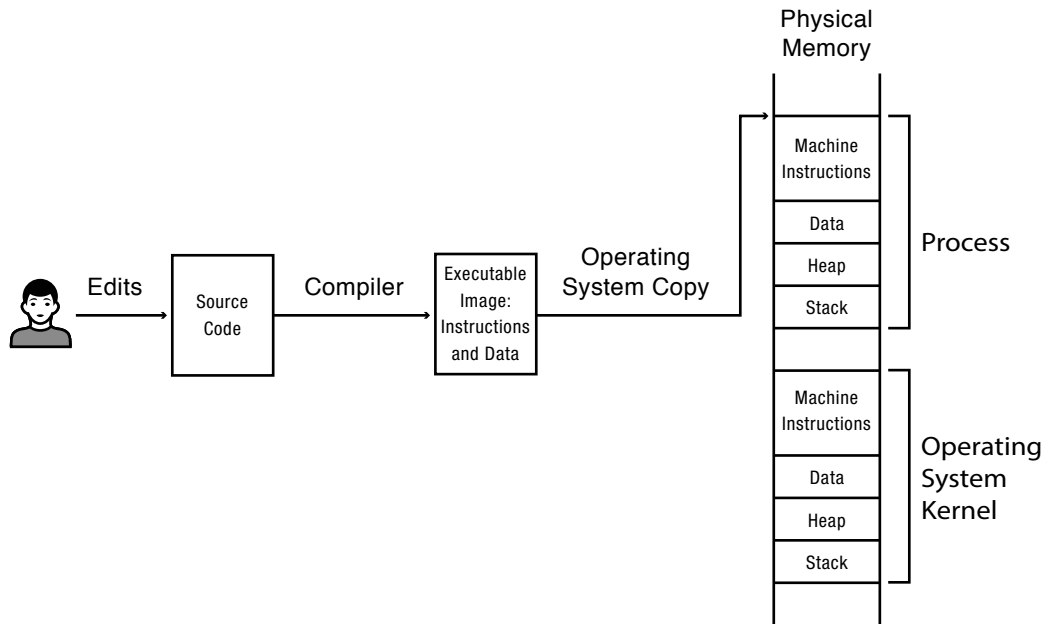 Physical
Memory
Machine
Instructions
Data
Process
Heap
Operating
System Copy
Executable
Image:
Instructions
and Data
Edits
Compiler
Source
Code
Stack
Machine
Instructions
Operating
System
Kernel
Data
Heap
Stack